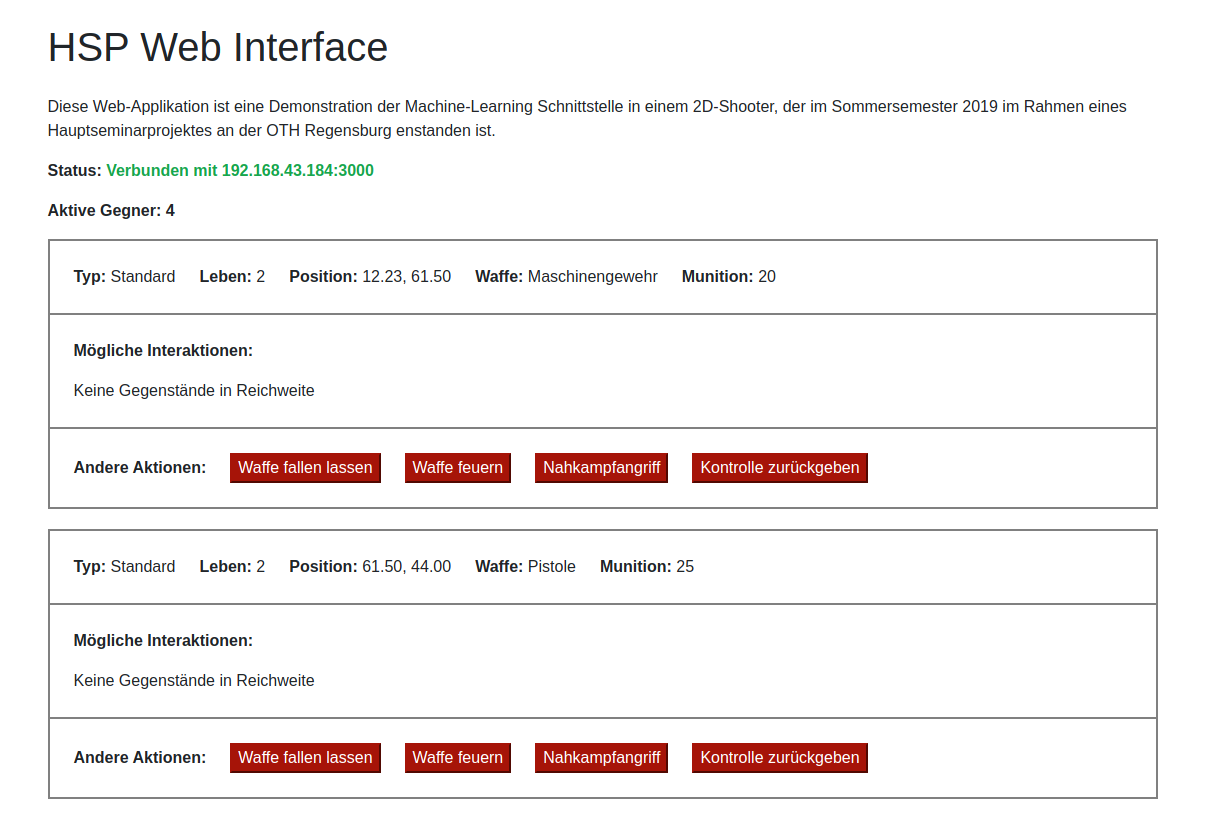 HSP Web Interface
Diese Web-Applikation ist eine Demonstration der Machine-Learning Schnittstelle in einem 2D-Shooter, der im Sommersemester 2019 im Rahmen eines
Hauptseminarprojektes an der OTH Regensburg enstanden ist.
Status: Verbunden mit 192.168.43.184:3000
Aktive Gegner: 4
Typ: Standard Leben: 2 Position: 12.23, 61.50 Waffe: Maschinengewehr Munition: 20
Mögliche Interaktionen:
Keine Gegenstände in Reichweite
Andere Aktionen: Waffe fallen lassen Waffe feuern Nahkampfangriff Kontrolle zurückgeben
Typ: Standard Leben: 2 Position: 61.50, 44.00 Waffe: Pistole Munition: 25
Mögliche Interaktionen:
Keine Gegenstände in Reichweite
Andere Aktionen: Waffe fallen lassen Waffe feuern Nahkampfangriff Kontrolle zurückgeben